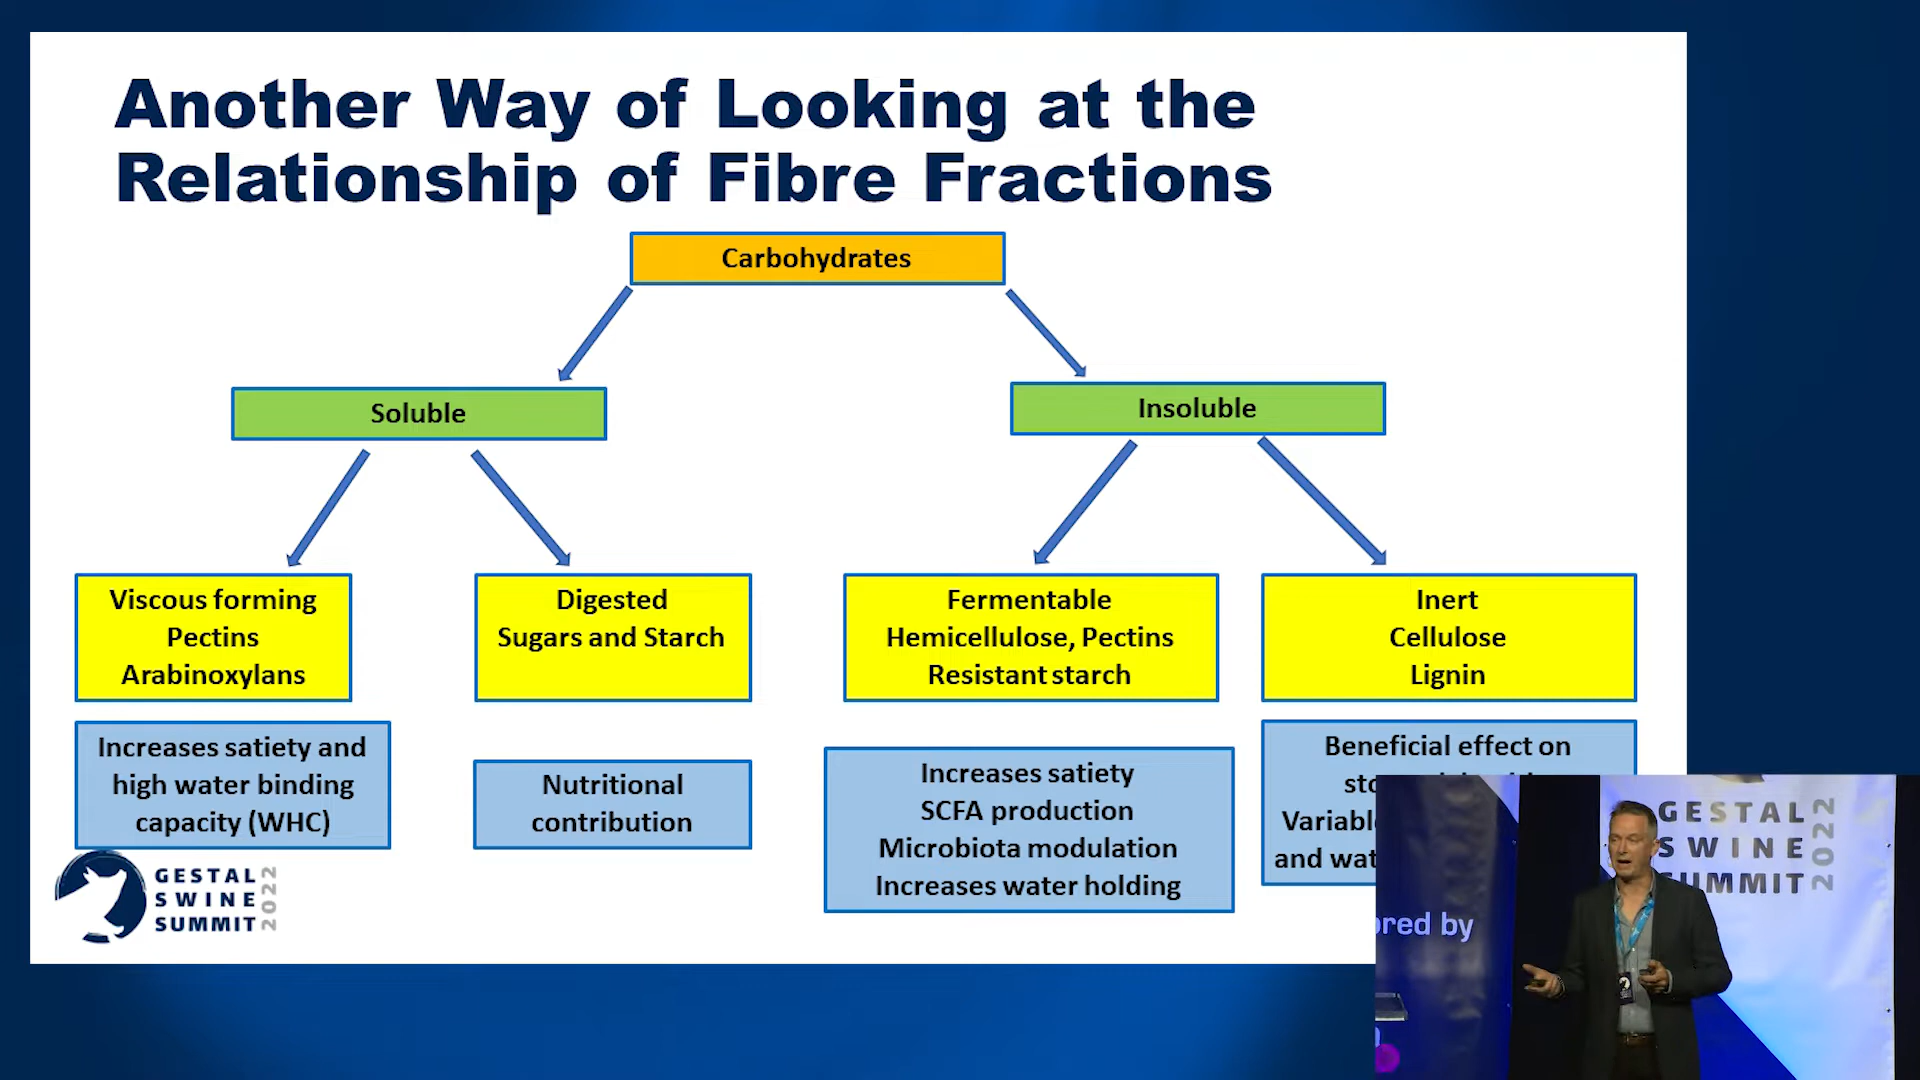 Another Way of Looking at the
Relationship of Fibre Fractions
Carbohydrates
Soluble
Insoluble
Viscous forming
Pectins
Arabinoxylans
Digested
Sugars and Starch
Fermentable
Hemicellulose, Pectins
Resistant starch
Inert
Cellulose
Lignin
Increases satiety and
high water binding
capacity (WHC)
Nutritional
contribution
Increases satiety
SCFA production
Microbiota modulation
Increases water holding
Beneficial effect on
and
GESTAL
SWINE
SUMMIT
2022
GESTAL
SWINE
SUMMIT
2022
by